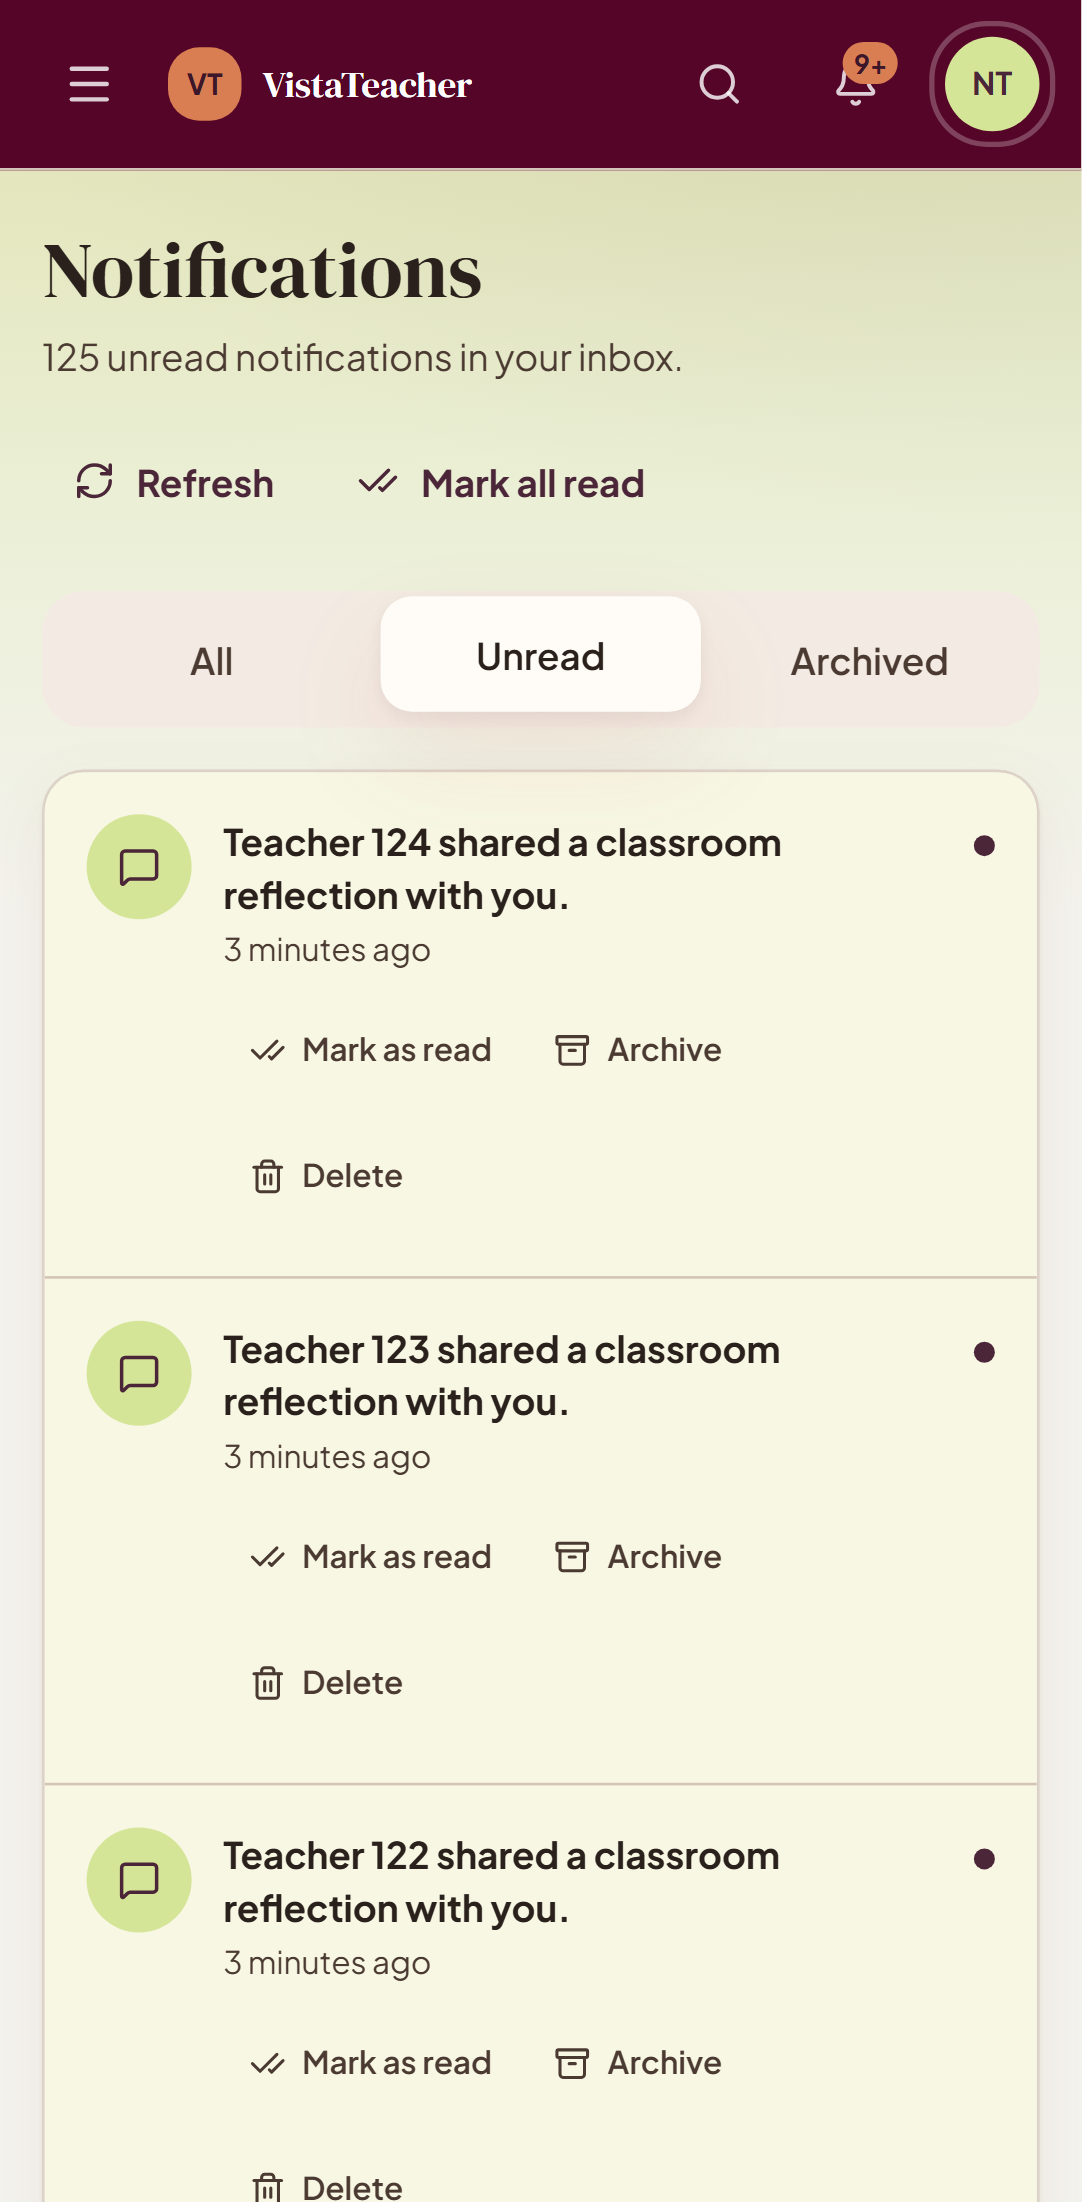 VT VistaTeacher 9+ NT
Notifications
125 unread notifications in your inbox.
Refresh Mark all read
All Unread Archived
Teacher 124 shared a classroom
reflection with you.
3 minutes ago
Mark as read Archive
Delete
Teacher 123 shared a classroom
reflection with you.
3 minutes ago
Mark as read Archive
Delete
Teacher 122 shared a classroom
reflection with you.
3 minutes ago
Mark as read Archive
Delete